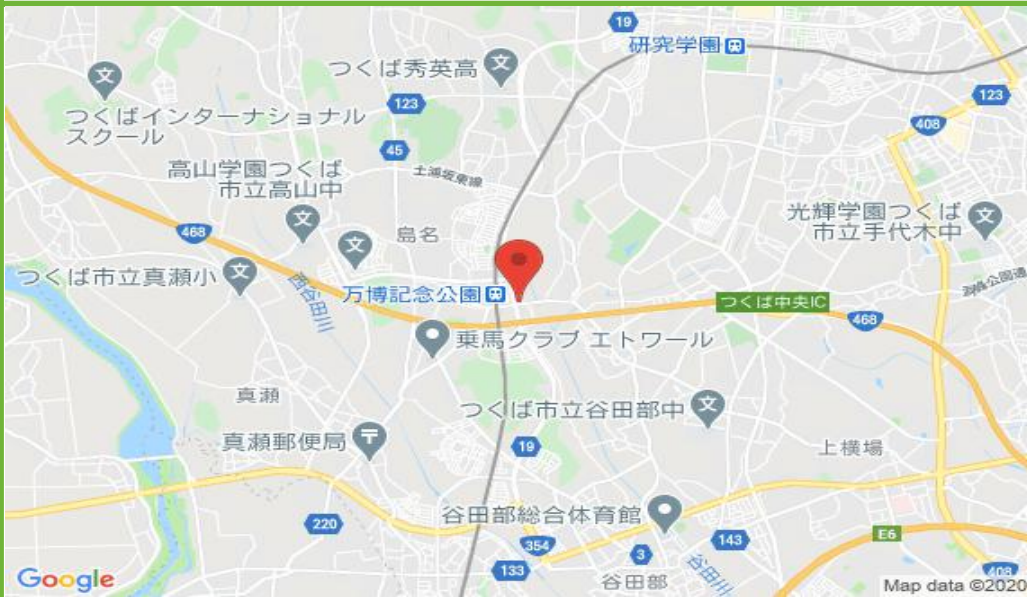 19
研究学園
つくば秀英高
123
123
つくばインターナショナル
スクール
408
45
土浦坂東線
高山学園つくば
市立高山中
光輝学園つくば
市立手代木中
468
島名
つくば市立真瀬小
西谷田川
万博記念公園
つくば中央IC
468
乗馬クラブ エトワール
真瀬
つくば市立谷田部中
真瀬郵便局
19
上横場
220
谷田部総合体育館
E6
354
143
3
133
谷田部
谷田川
408
Google
Map data ©2020